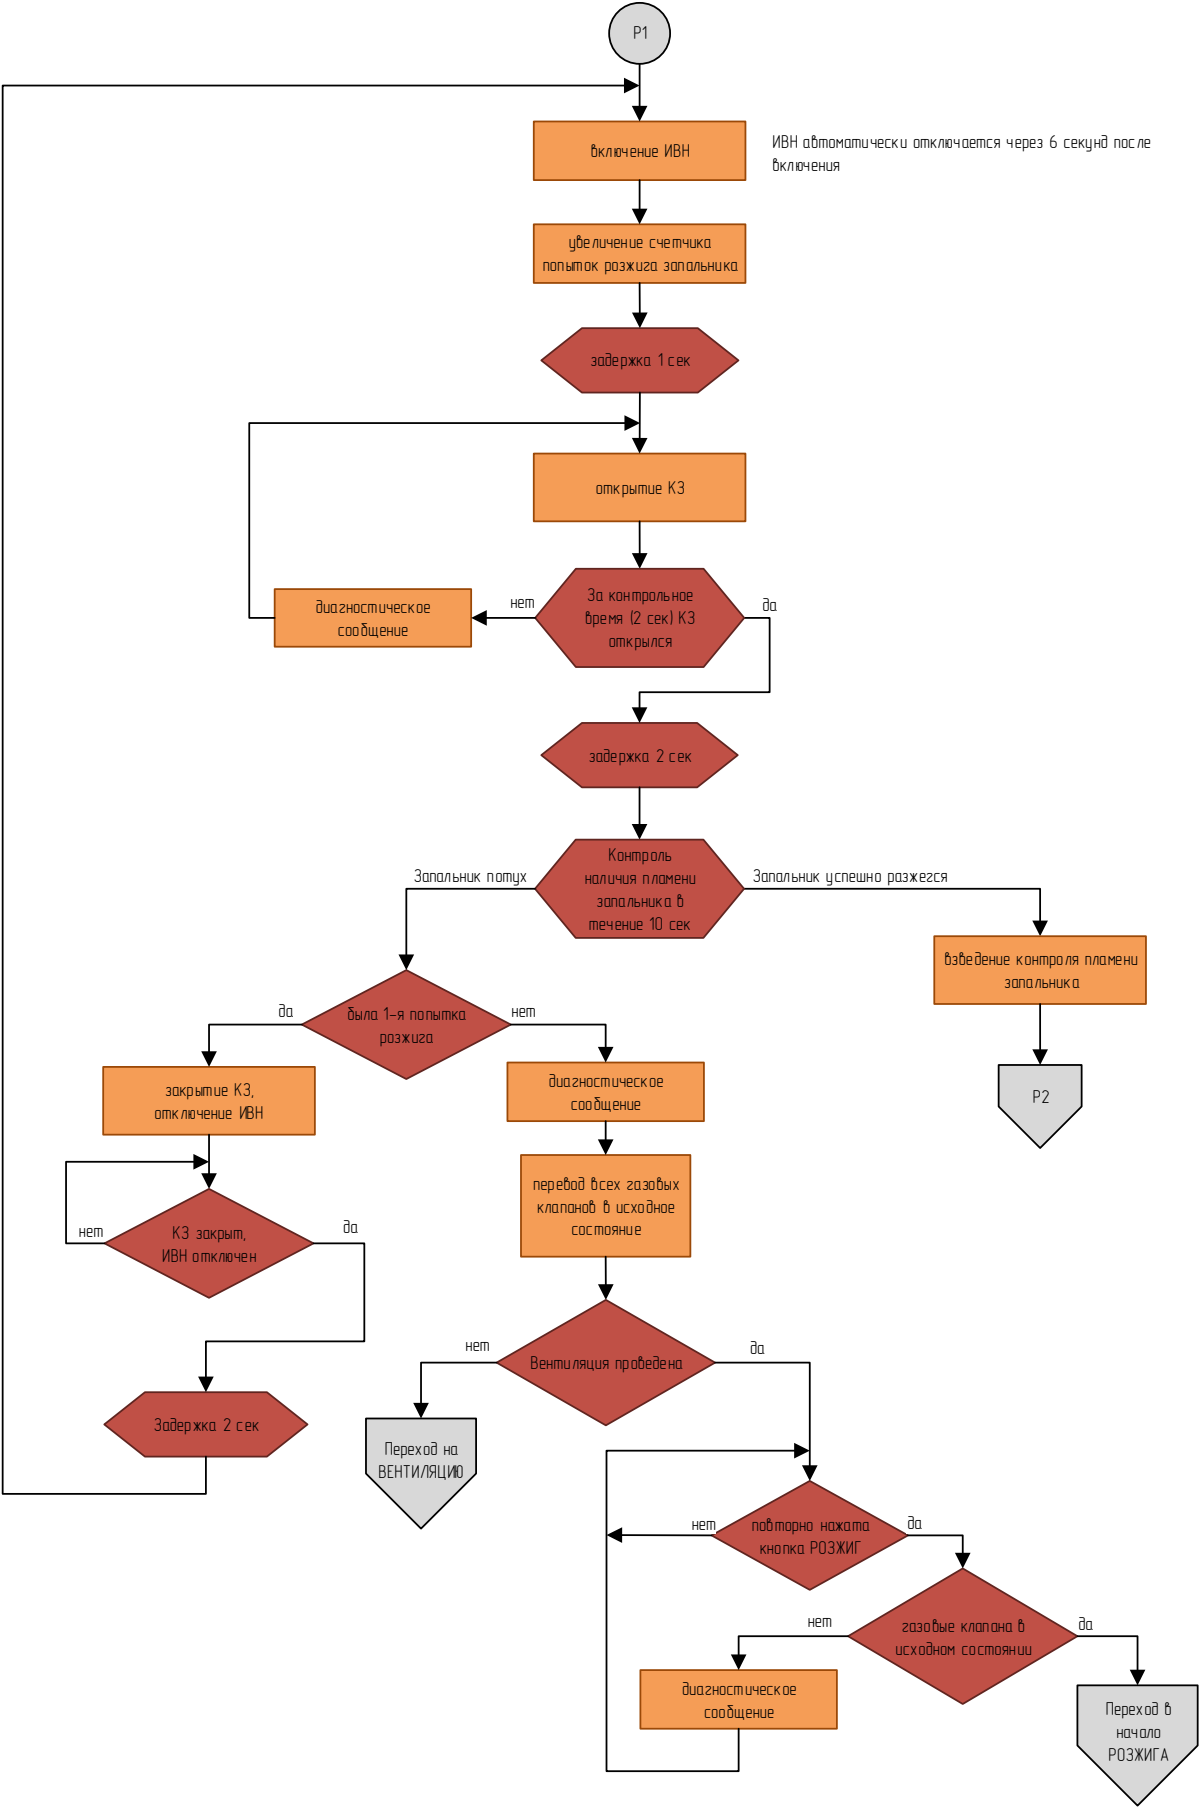 Р1
включение ИВН
ИВН автоматически отключается через 6 секунд после
включения
увеличение счетчика
попыток розжига запальника
задержка 1 сек
открытие КЗ
За контрольное
время (2 сек) КЗ
открылся
нет
да
диагностическое
сообщение
задержка 2 сек
Контроль
наличия пламени
запальника в
течение 10 сек
Запальник потух
Запальник успешно разжегся
взведение контроля пламени
запальника
Р2
была 1-я попытка
розжига
да
нет
закрытие КЗ,
отключение ИВН
диагностическое
сообщение
перевод всех газовых
клапанов в исходное
состояние
КЗ закрыт,
ИВН отключен
нет
да
Вентиляция проведена
нет
да
Задержка 2 сек
Переход на
ВЕНТИЛЯЦИЮ
повторно нажата
кнопка РОЗЖИГ
нет
да
газовые клапана в
исходном состоянии
нет
да
диагностическое
сообщение
Переход в
начало
РОЗЖИГА